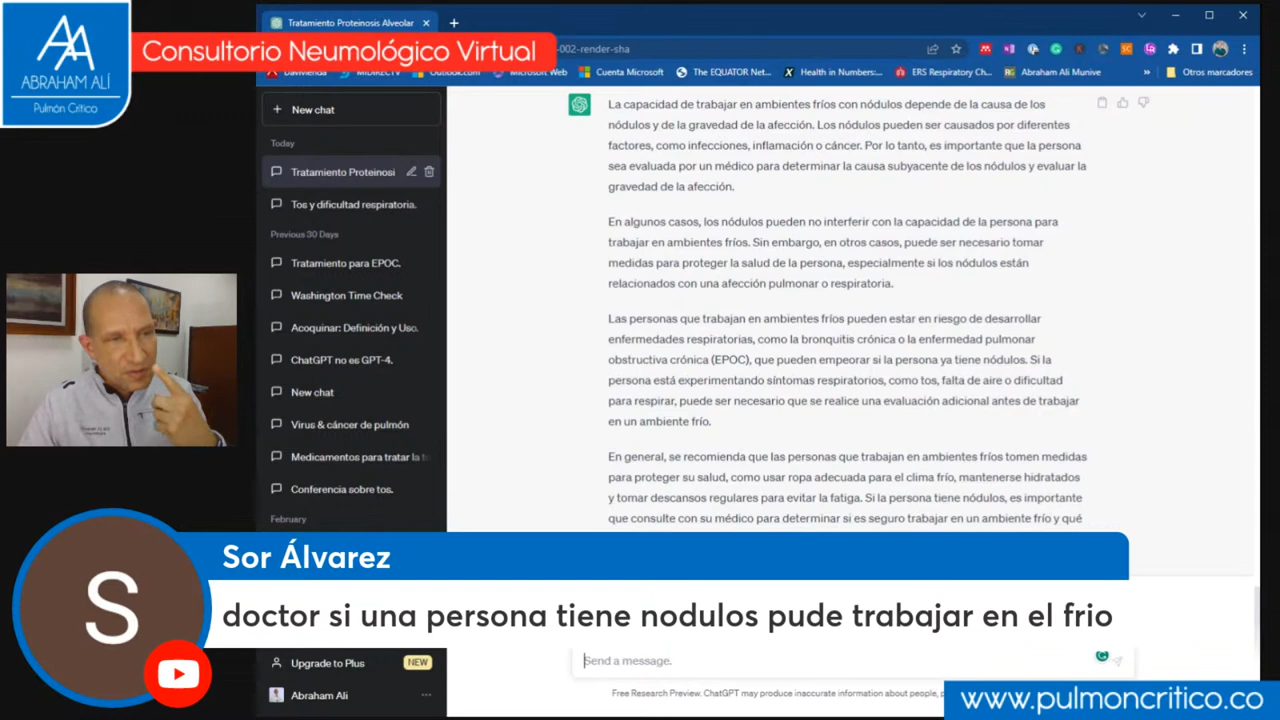 AA
ABRAHAM ALÍ
Pulmón Crítico
Consultorio Neumológico Virtual
Tratamiento Proteinosis Alveolar
002-render-sha
Davivienda
MIDIRECTV
Outlook.com
Microsoft Web
Cuenta Microsoft
The EQUATOR Net...
Health in Numbers:...
ERS Respiratory Ch...
Abraham Ali Munive
»
Otros marcadores
+ New chat
Today
Tratamiento Proteinosi
Tos y dificultad respiratoria.
Previous 30 Days
Tratamiento para EPOC.
Washington Time Check
Acoquinar: Definición y Uso.
ChatGPT no es GPT-4.
New chat
Virus & cáncer de pulmón
Medicamentos para tratar la t
Conferencia sobre tos.
February
La capacidad de trabajar en ambientes fríos con nódulos depende de la causa de los
nódulos y de la gravedad de la afección. Los nódulos pueden ser causados por diferentes
factores, como infecciones, inflamación o cáncer. Por lo tanto, es importante que la persona
sea evaluada por un médico para determinar la causa subyacente de los nódulos y evaluar la
gravedad de la afección.
En algunos casos, los nódulos pueden no interferir con la capacidad de la persona para
trabajar en ambientes fríos. Sin embargo, en otros casos, puede ser necesario tomar
medidas para proteger la salud de la persona, especialmente si los nódulos están
relacionados con una afección pulmonar o respiratoria.
Las personas que trabajan en ambientes fríos pueden estar en riesgo de desarrollar
enfermedades respiratorias, como la bronquitis crónica o la enfermedad pulmonar
obstructiva crónica (EPOC), que pueden empeorar si la persona ya tiene nódulos. Si la
persona está experimentando síntomas respiratorios, como tos, falta de aire o dificultad
para respirar, puede ser necesario que se realice una evaluación adicional antes de trabajar
en un ambiente frío.
En general, se recomienda que las personas que trabajan en ambientes fríos tomen medidas
para proteger su salud, como usar ropa adecuada para el clima frío, mantenerse hidratados
y tomar descansos regulares para evitar la fatiga. Si la persona tiene nódulos, es importante
que consulte con su médico para determinar si es seguro trabajar en un ambiente frío y qué
Sor Álvarez
S
doctor si una persona tiene nodulos pude trabajar en el frio
Upgrade to Plus
NEW
Abraham Ali
Send a message.
Free Research Preview. ChatGPT may produce inaccurate information about people,
www.pulmoncritico.co